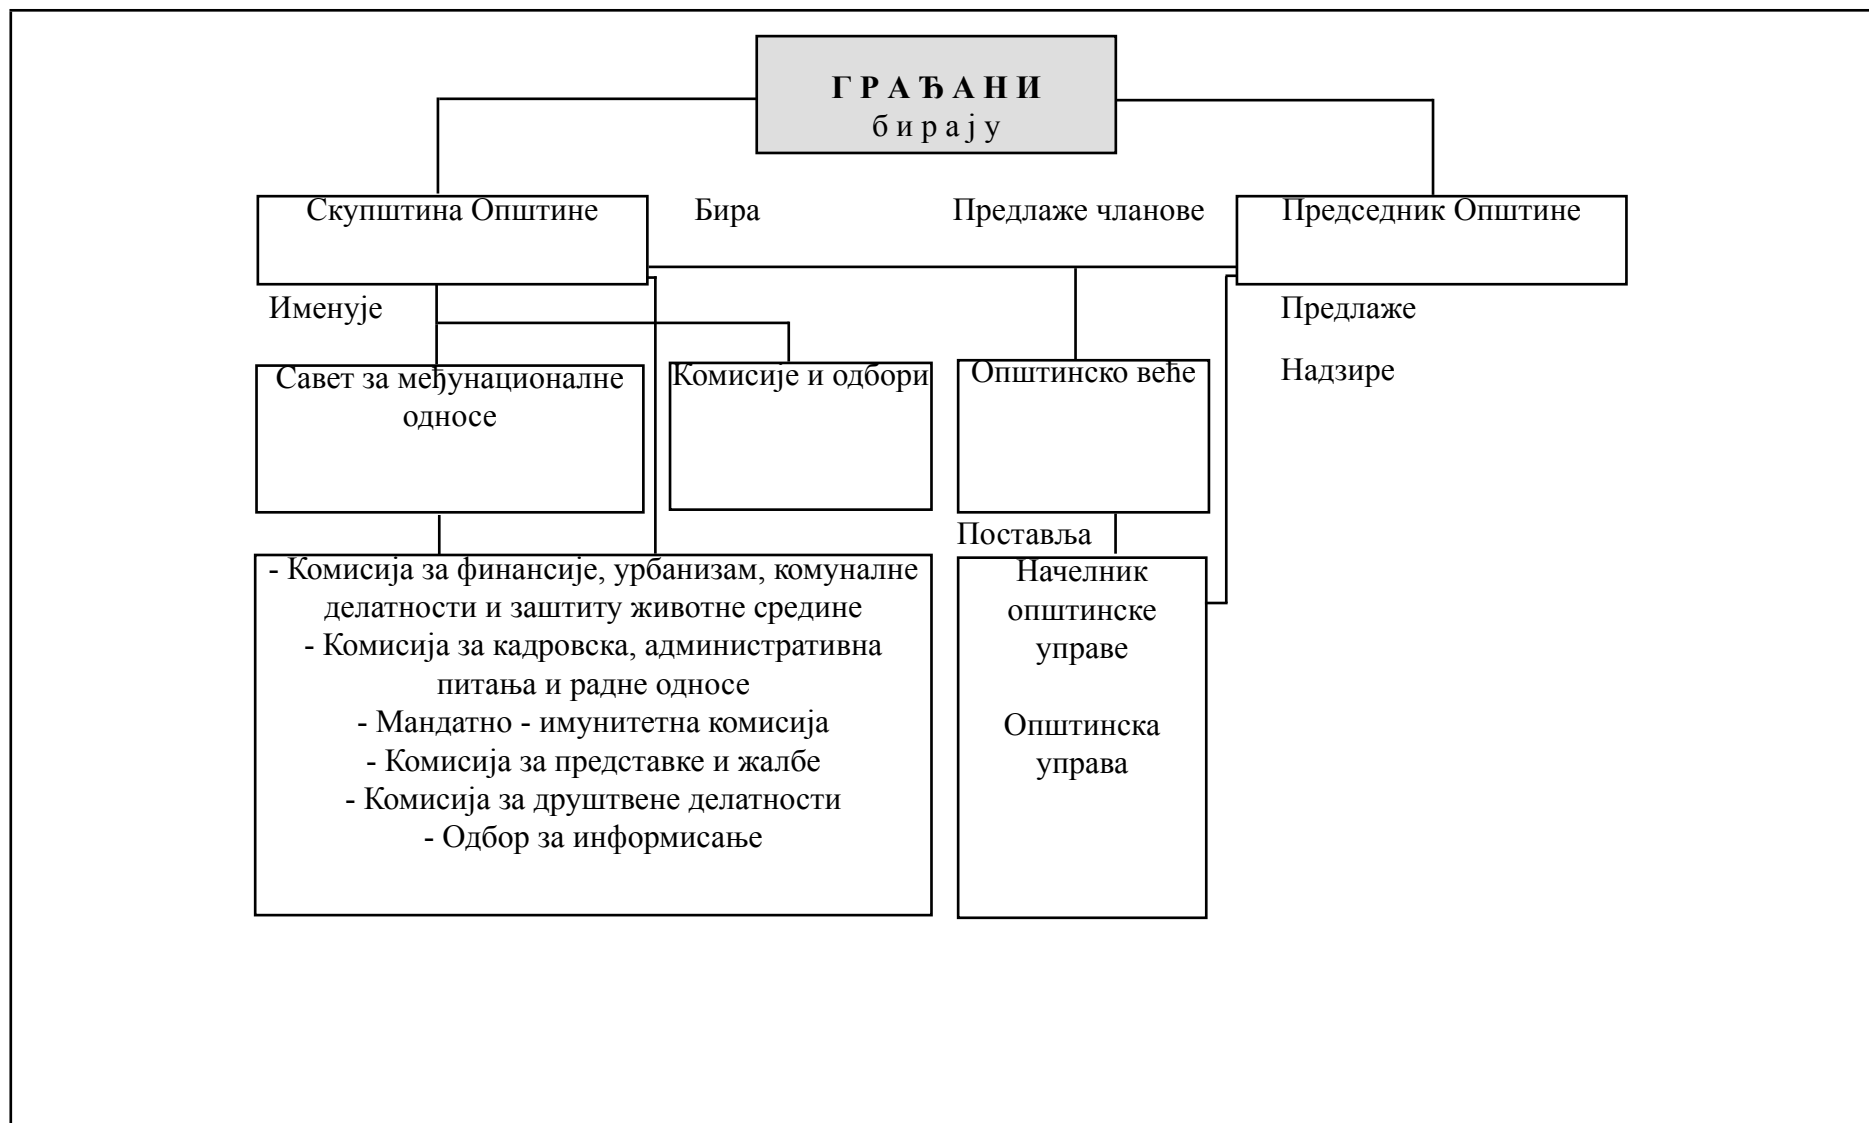 Г Р А Ђ А Н И
б и р а ј у
Скупштина Општине
Бира
Предлаже чланове
Председник Општине
Именује
Предлаже
Надзире
Савет за међунационалне
односе
Комисије и одбори
Општинско веће
Поставља
- Комисија за финансије, урбанизам, комуналне
делатности и заштиту животне средине
- Комисија за кадровска, административна
питања и радне односе
- Мандатно - имунитетна комисија
- Комисија за представке и жалбе
- Комисија за друштвене делатности
- Одбор за информисање
Начелник
општинске
управе
Општинска
управа